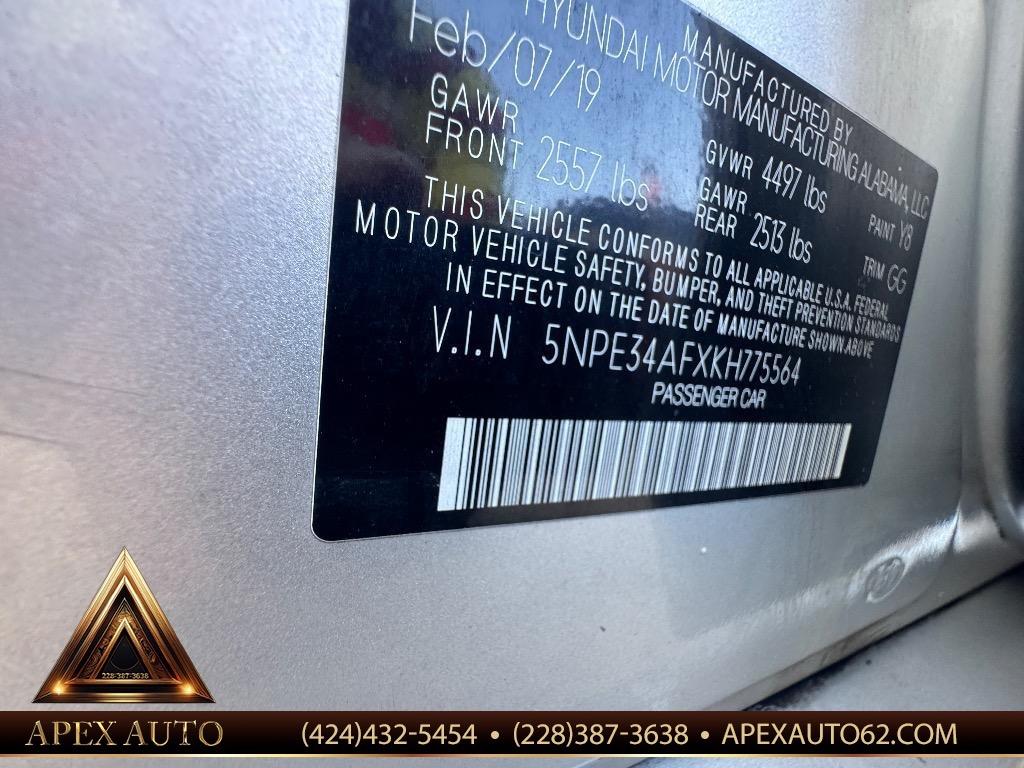 MANUFACTURED BY
HYUNDAI MOTOR MANUFACTURING ALABAMA, LLC
Feb/07/19
GVWR 4497 lbs
PAINT Y8
GAWR FRONT 2557 lbs
GAWR REAR 2513 lbs
TRIM GG
THIS VEHICLE CONFORMS TO ALL APPLICABLE U.S.A. FEDERAL
MOTOR VEHICLE SAFETY, BUMPER, AND THEFT PREVENTION STANDARDS
IN EFFECT ON THE DATE OF MANUFACTURE SHOWN ABOVE
V.I.N 5NPE34AFXKH775564
PASSENGER CAR
228-387-3638
APEX AUTO
(424)432-5454 • (228)387-3638 • APEXAUTO62.COM